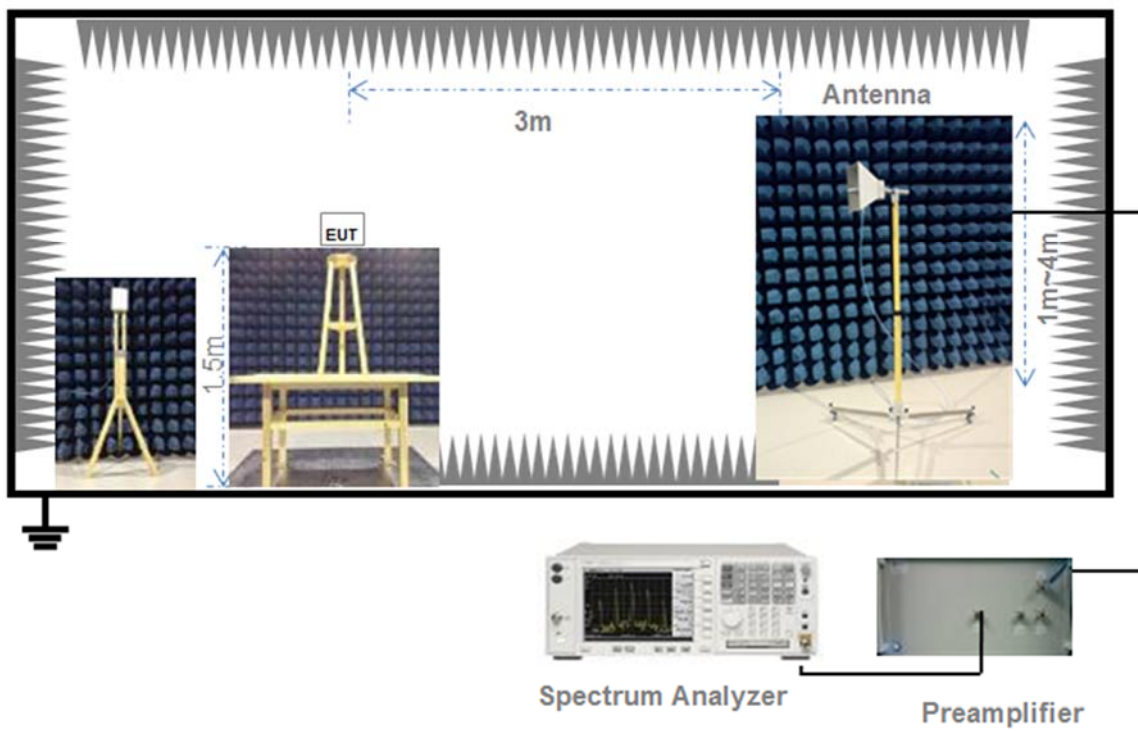 Antenna
3m
EUT
1.5m
1m~4m
Spectrum Analyzer
Preamplifier